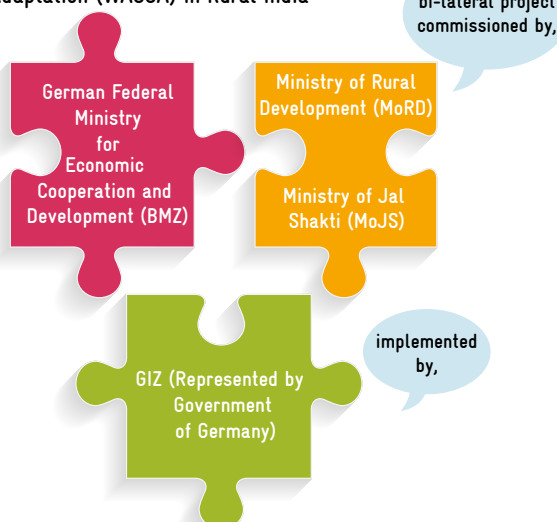 Adaptation (WASCA) in Rural India
bi-lateral project
commissioned by,
German Federal
Ministry
for
Economic
Cooperation and
Development (BMZ)
Ministry of Rural
Development (MoRD)
Ministry of Jal
Shakti (MoJS)
implemented
by,
GIZ (Represented by
Government
of Germany)